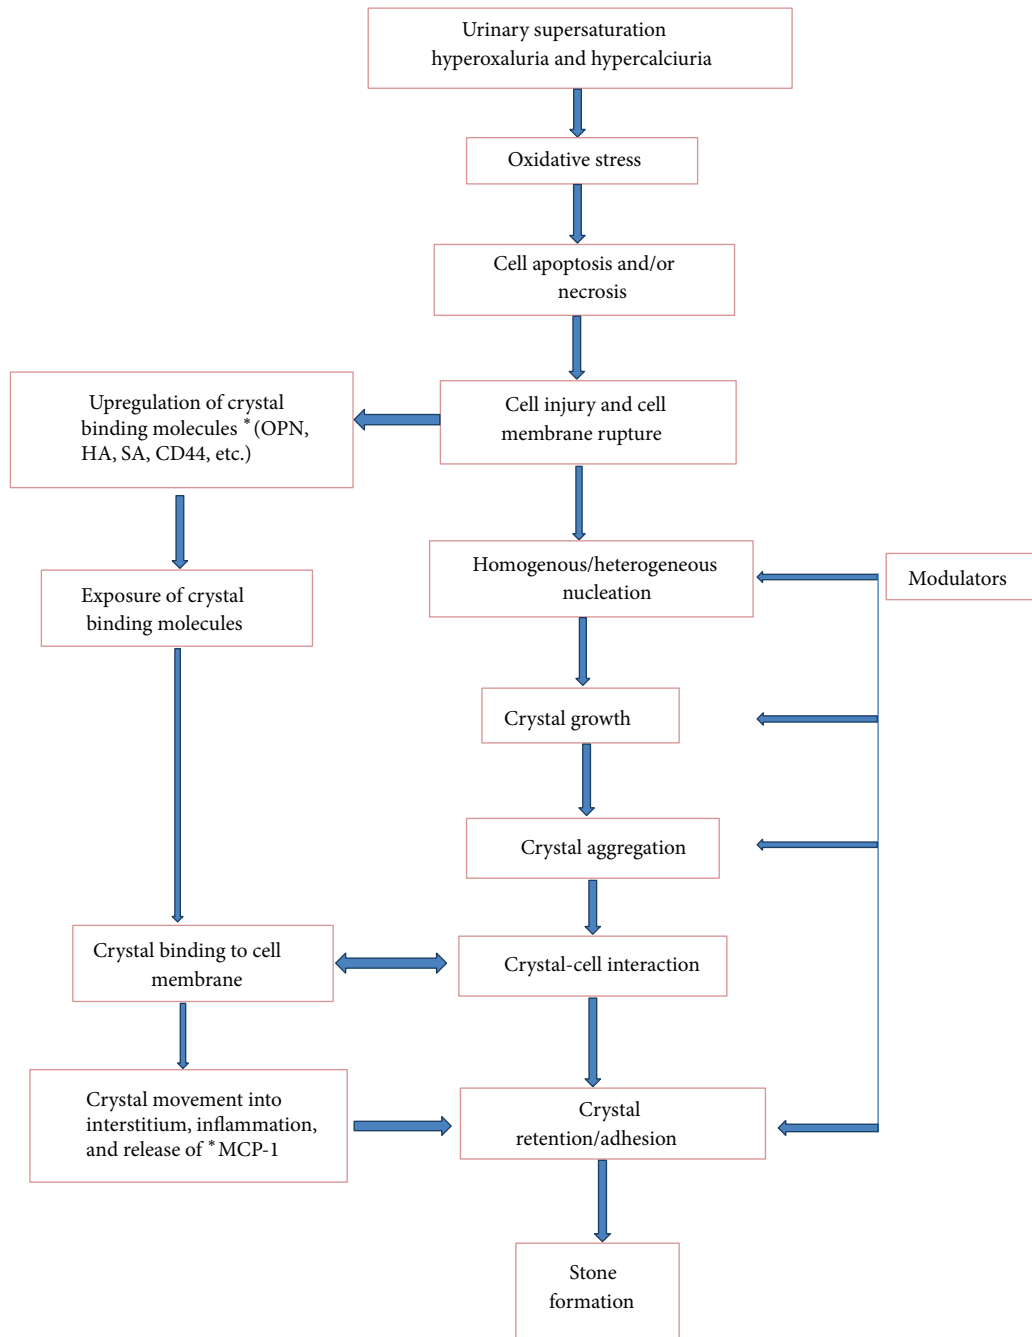 Urinary supersaturation
hyperoxaluria and hypercalciuria
Oxidative stress
Cell apoptosis and/or
necrosis
Upregulation of crystal
binding molecules *(OPN,
HA, SA, CD44, etc.)
Cell injury and cell
membrane rupture
Homogenous/heterogeneous
nucleation
Modulators
Exposure of crystal
binding molecules
Crystal growth
Crystal aggregation
Crystal binding to cell
membrane
Crystal-cell interaction
Crystal movement into
interstitium, inflammation,
and release of *MCP-1
Crystal
retention/adhesion
Stone
formation